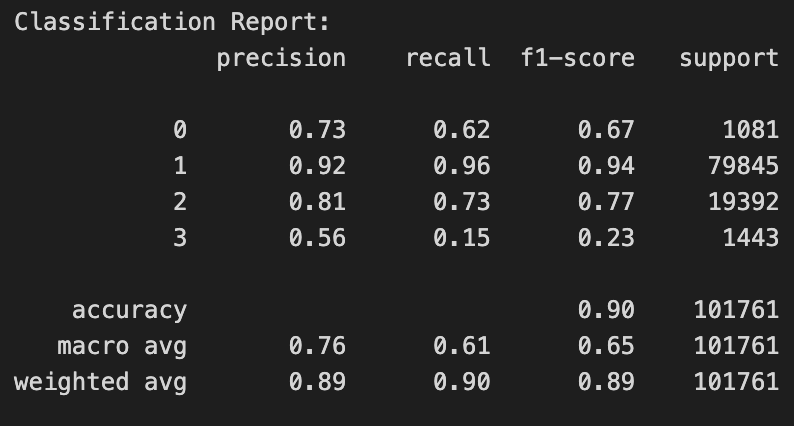 Classification Report:
precision recall f1-score support
0 0.73 0.62 0.67 1081
1 0.92 0.96 0.94 79845
2 0.81 0.73 0.77 19392
3 0.56 0.15 0.23 1443
accuracy 0.90 101761
macro avg 0.76 0.61 0.65 101761
weighted avg 0.89 0.90 0.89 101761